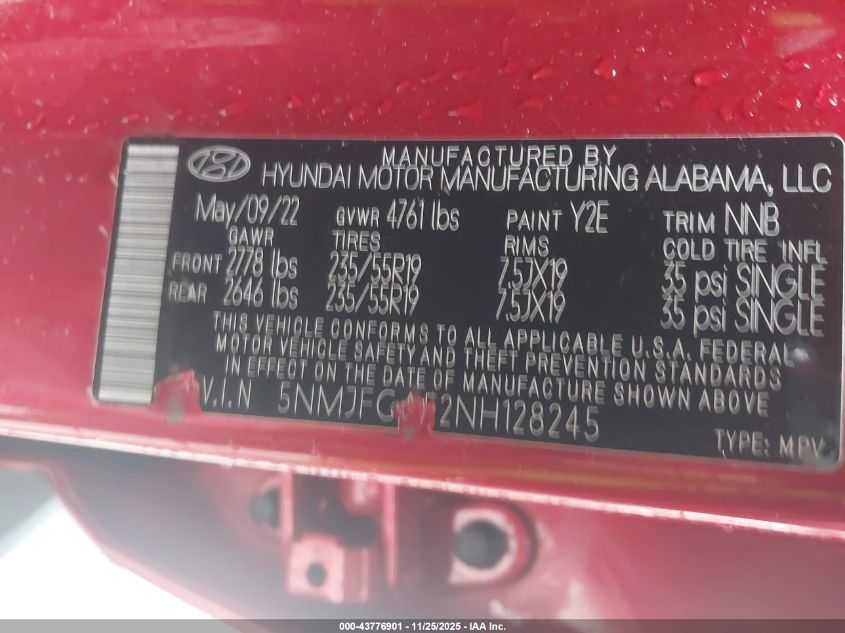 MANUFACTURED BY
HYUNDAI MOTOR MANUFACTURING ALABAMA, LLC
May/09/22 GVWR 4761 lbs PAINT Y2E TRIM NNB
GAWR TIRES RIMS COLD TIRE INFL
FRONT 2778 lbs 235/55R19 7.5JX19 35 psi SINGLE
REAR 2646 lbs 235/55R19 7.5JX19 35 psi SINGLE
THIS VEHICLE CONFORMS TO ALL APPLICABLE U.S.A. FEDERAL
MOTOR VEHICLE SAFETY AND THEFT PREVENTION STANDARDS
IN EFFECT ON THE DATE OF MANUFACTURE SHOWN ABOVE
V.I.N
TYPE: MPV
000-43776901 - 11/25/2025 - IAA Inc.